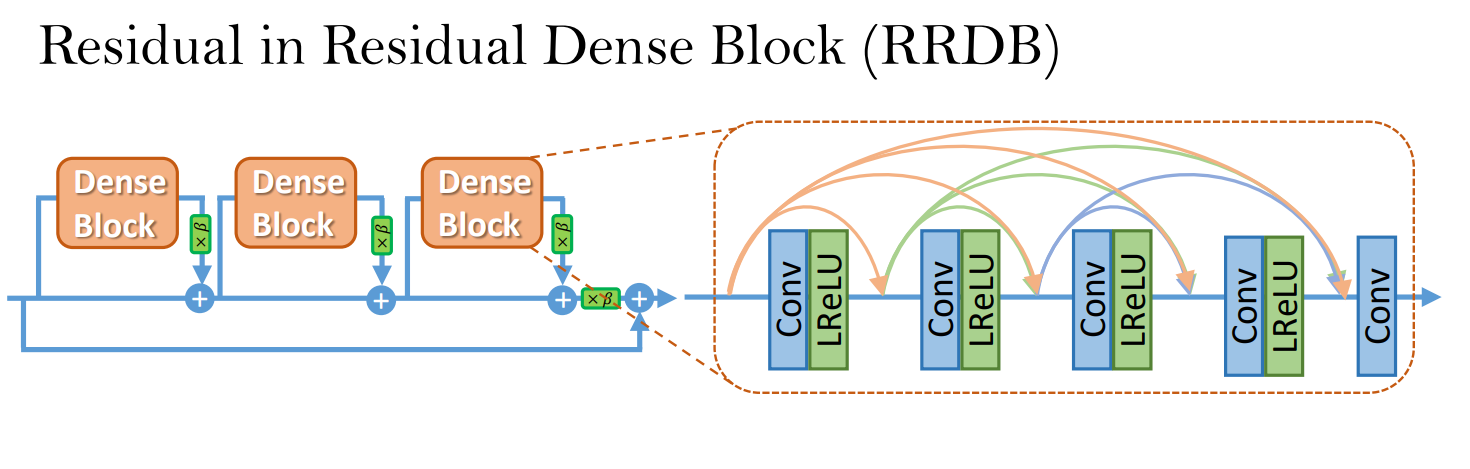 Residual in Residual Dense Block (RRDB)
Dense
Block
×β
Dense
Block
×β
Dense
Block
×β
×β
+
+
+
+
Conv
LReLU
Conv
LReLU
Conv
LReLU
Conv
LReLU
Conv